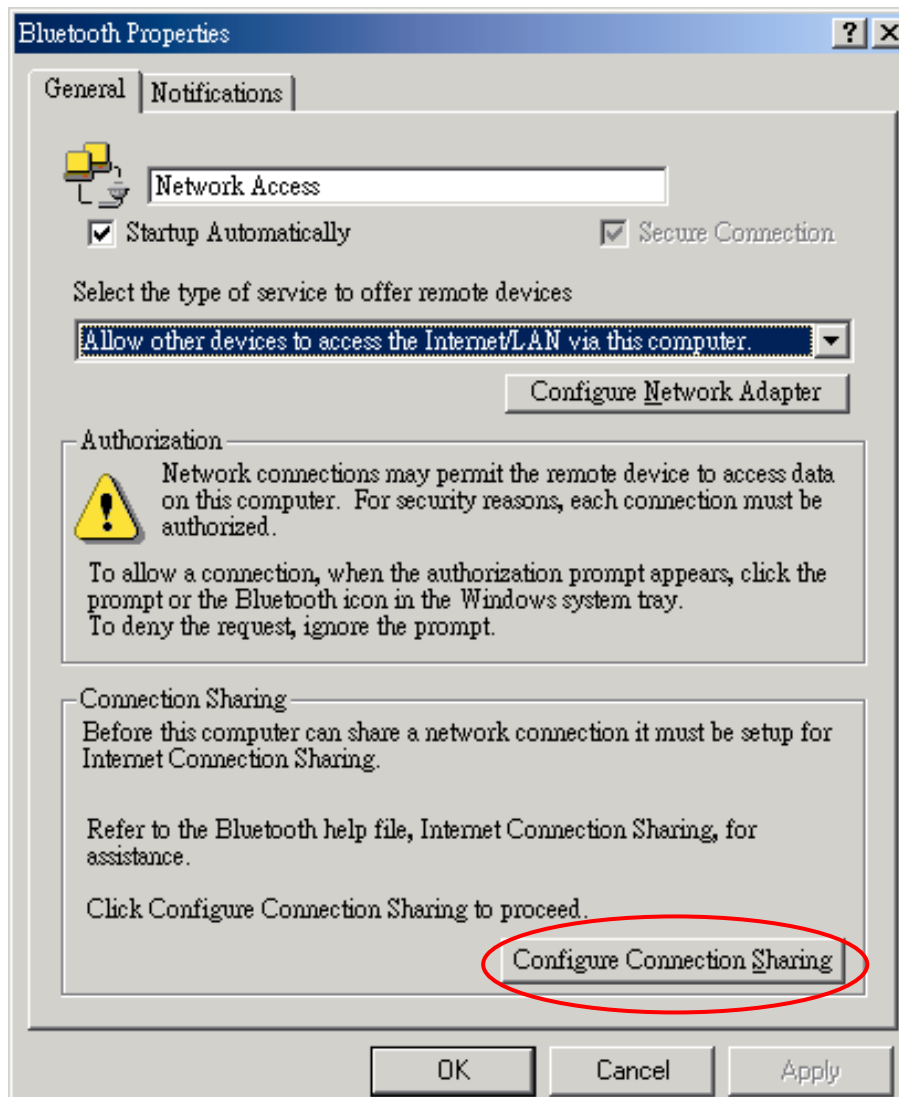 Bluetooth Properties
General
Notifications
Network Access
Startup Automatically
Secure Connection
Select the type of service to offer remote devices
Allow other devices to access the Internet/LAN via this computer.
Configure Network Adapter
Authorization
Network connections may permit the remote device to access data
on this computer. For security reasons, each connection must be
authorized.
To allow a connection, when the authorization prompt appears, click the
prompt or the Bluetooth icon in the Windows system tray.
To deny the request, ignore the prompt.
Connection Sharing
Before this computer can share a network connection it must be setup for
Internet Connection Sharing.
Refer to the Bluetooth help file, Internet Connection Sharing, for
assistance.
Click Configure Connection Sharing to proceed.
Configure Connection Sharing
OK
Cancel
Apply